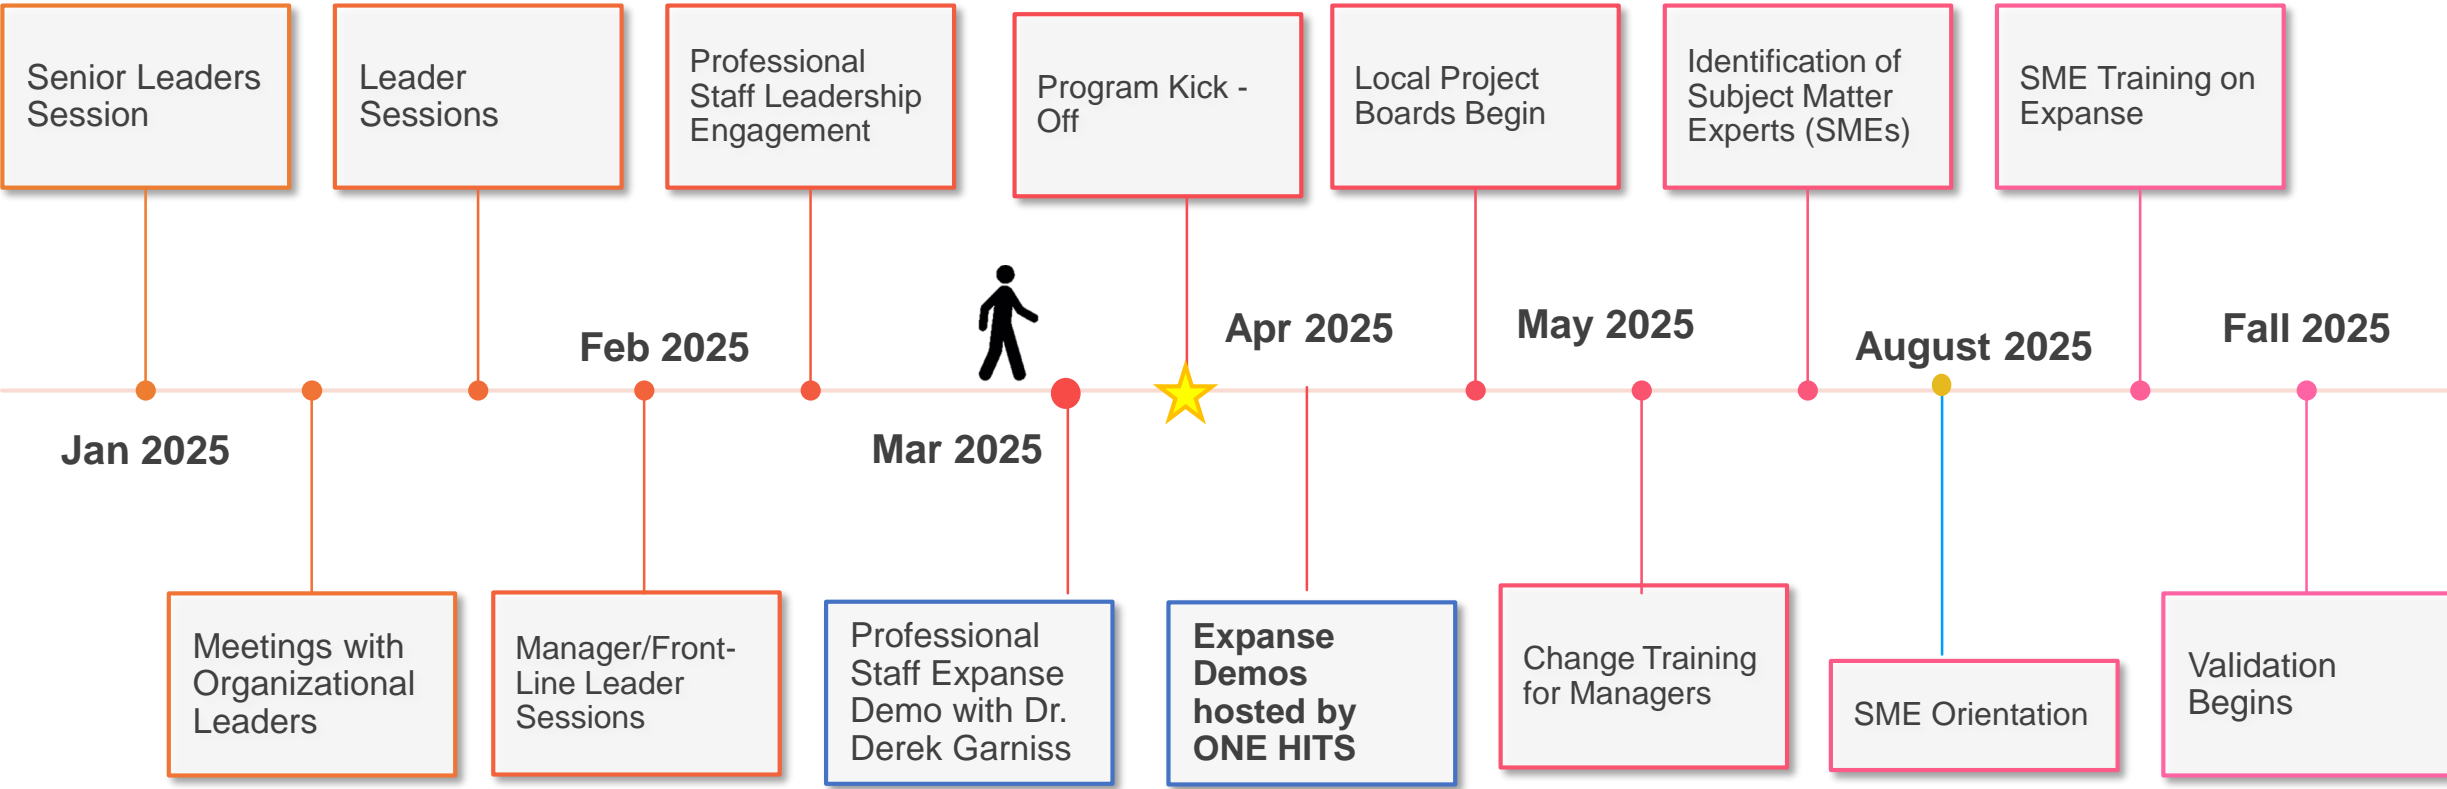 Senior Leaders
Session
Leader
Sessions
Professional
Staff Leadership
Engagement
Program Kick -
Off
Local Project
Boards Begin
Identification of
Subject Matter
Experts (SMEs)
SME Training on
Expanse
Jan 2025
Feb 2025
Mar 2025
Apr 2025
May 2025
August 2025
Fall 2025
Meetings with
Organizational
Leaders
Manager/Front-
Line Leader
Sessions
Professional
Staff Expanse
Demo with Dr.
Derek Garniss
Expanse
Demos
hosted by
ONE HITS
Change Training
for Managers
SME Orientation
Validation
Begins